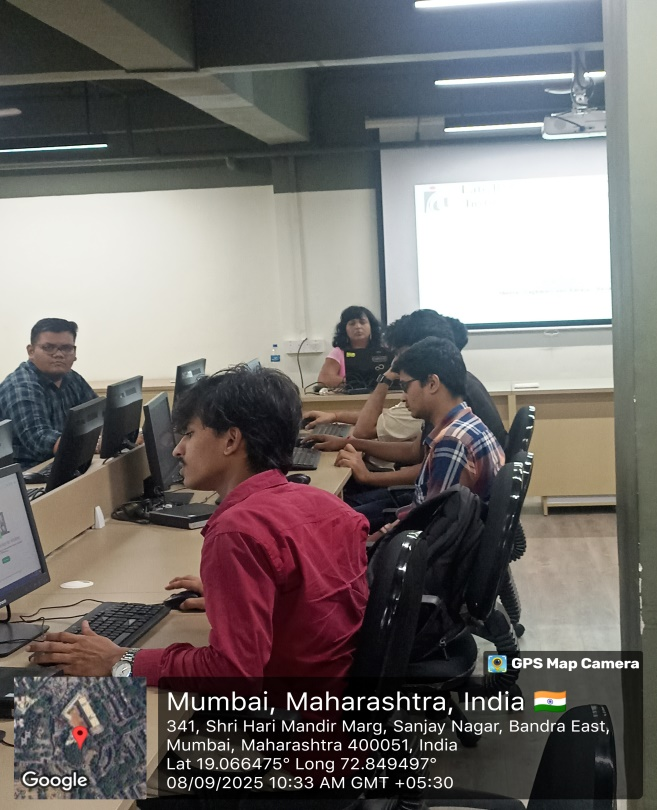 GPS Map Camera
Mumbai, Maharashtra, India 🇮🇳
341, Shri Hari Mandir Marg, Sanjay Nagar, Bandra East,
Mumbai, Maharashtra 400051, India
Lat 19.066475° Long 72.849497°
08/09/2025 10:33 AM GMT +05:30
Google